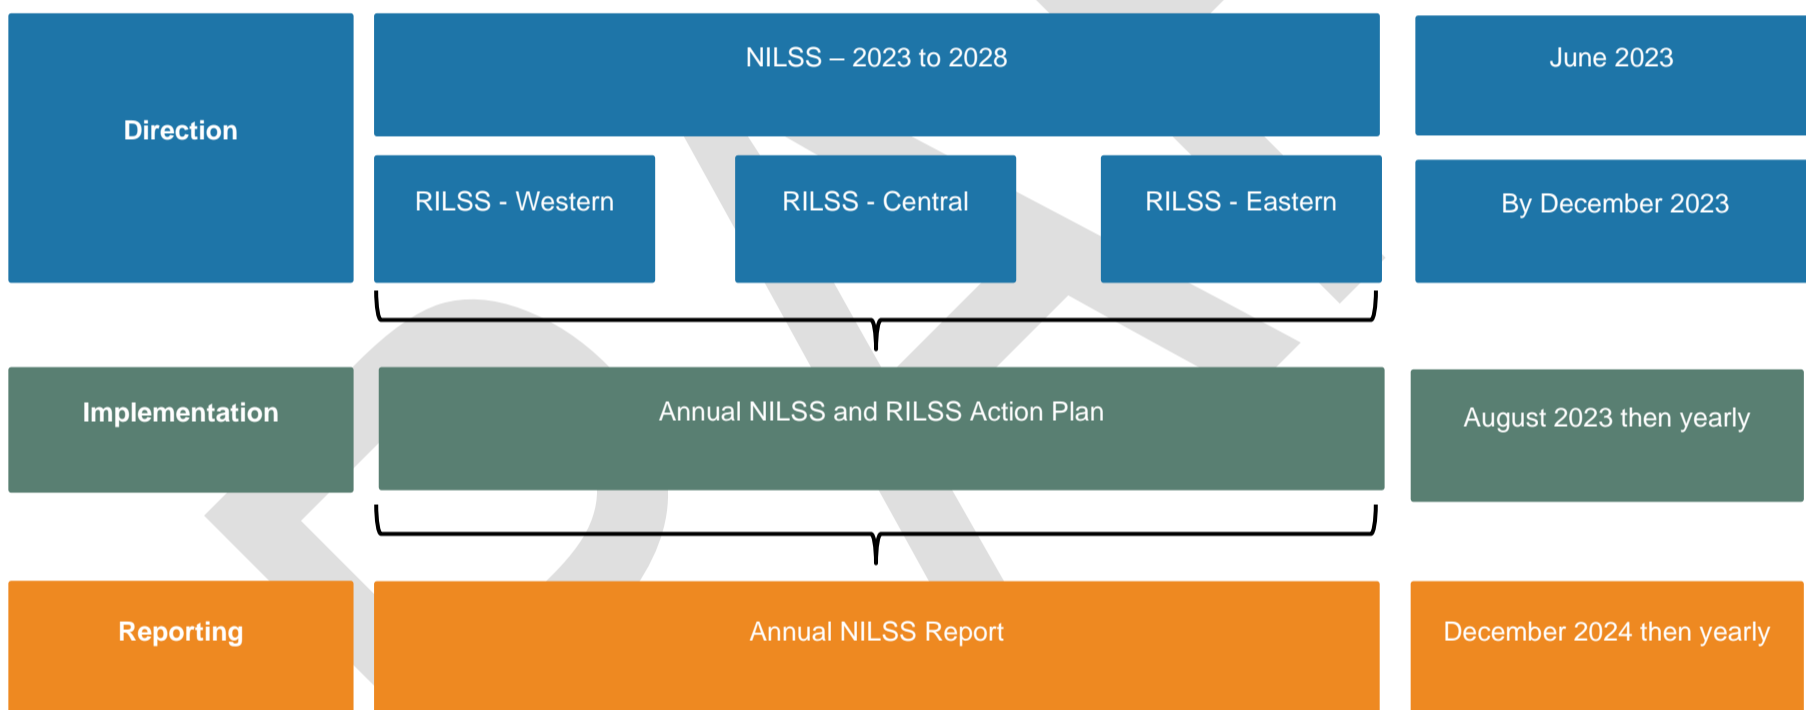 Direction
NILSS – 2023 to 2028
June 2023
RILSS - Western
RILSS - Central
RILSS - Eastern
By December 2023
Implementation
Annual NILSS and RILSS Action Plan
August 2023 then yearly
Reporting
Annual NILSS Report
December 2024 then yearly